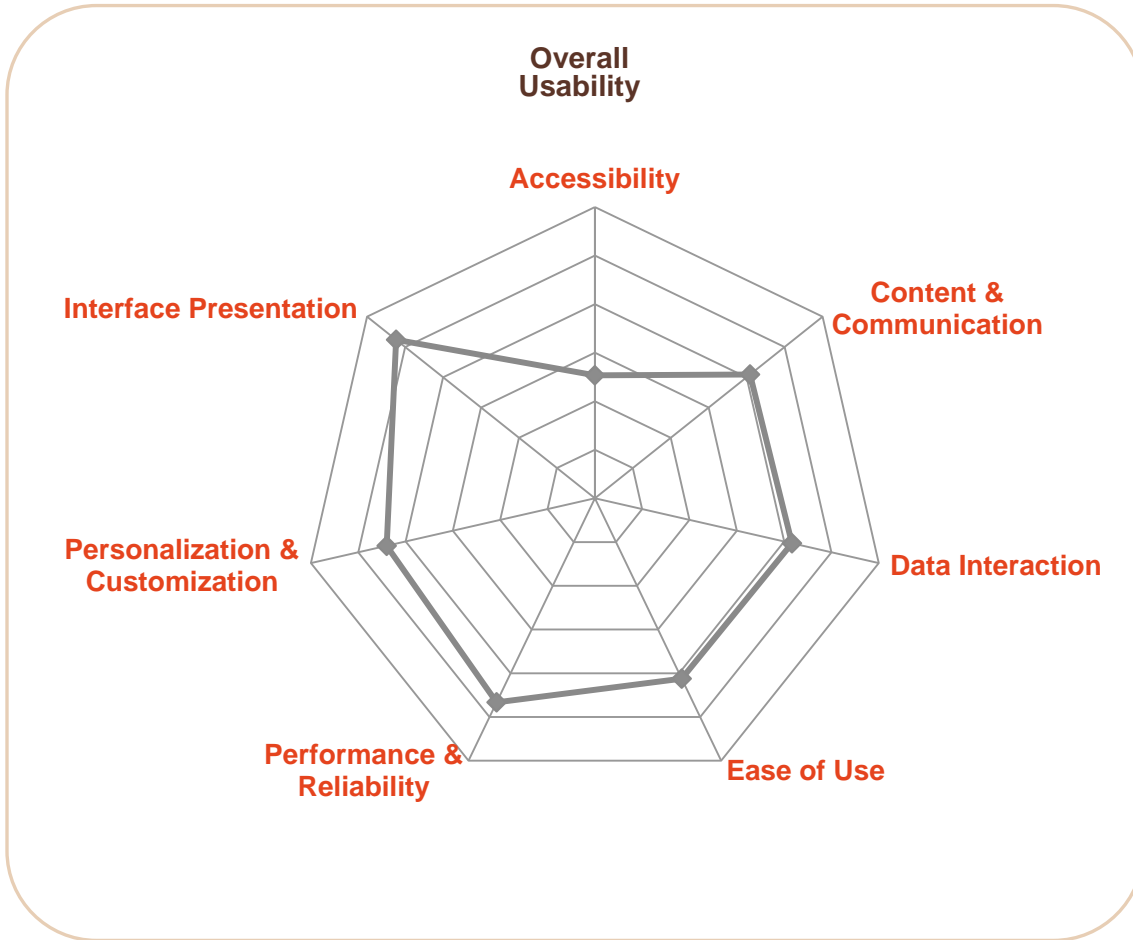 Overall
Usability
Accessibility
Content &
Communication
Interface Presentation
Data Interaction
Personalization &
Customization
Performance &
Reliability
Ease of Use